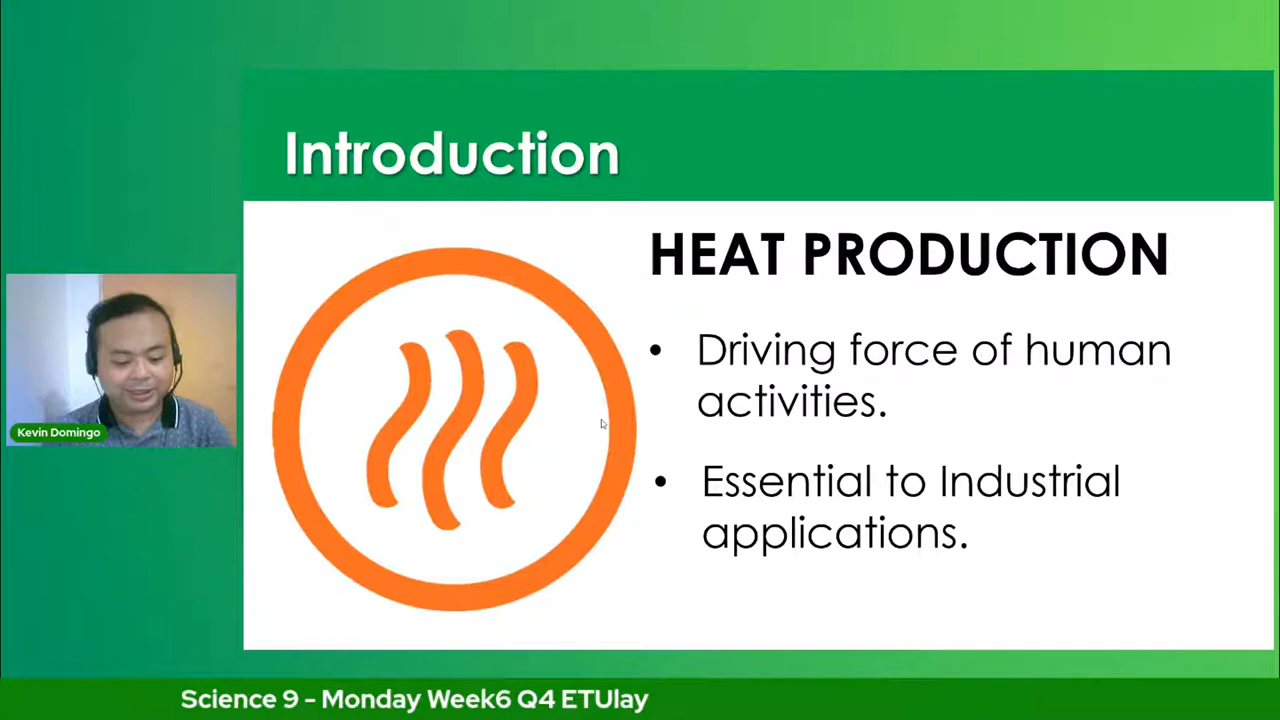 Introduction
HEAT PRODUCTION
• Driving force of human
activities.
• Essential to Industrial
applications.
Kevin Domingo
Science 9 - Monday Week6 Q4 ETUlay